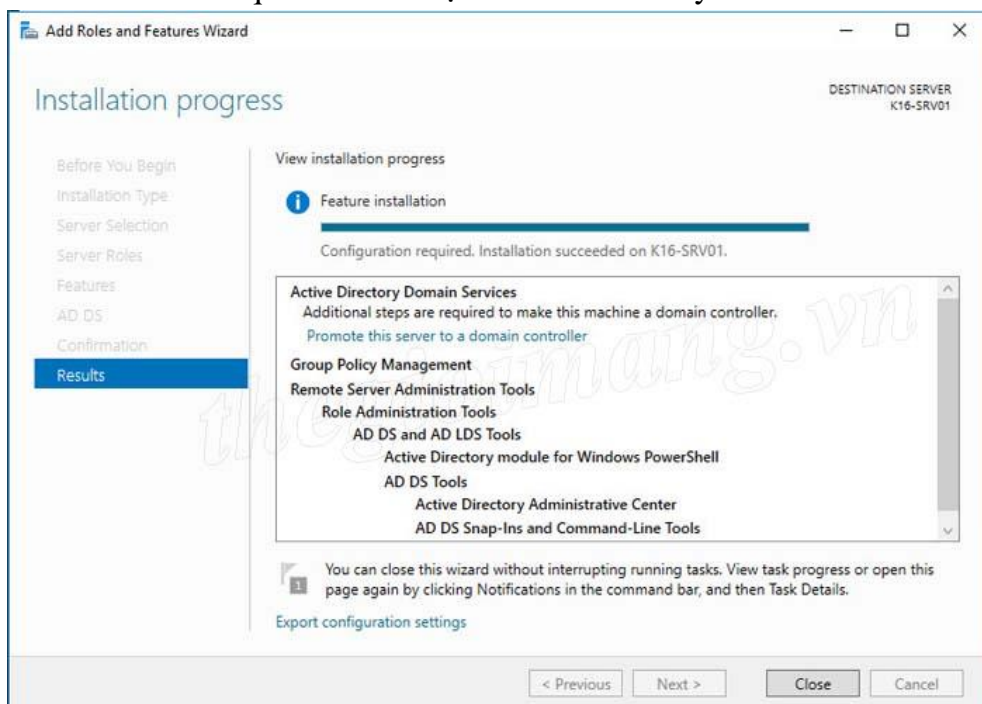 Add Roles and Features Wizard
Installation progress
DESTINATION SERVER
K16-SRV01
Before You Begin
Installation Type
Server Selection
Server Roles
Features
AD DS
Confirmation
Results
View installation progress
Feature installation
Configuration required. Installation succeeded on K16-SRV01.
Active Directory Domain Services
Additional steps are required to make this machine a domain controller.
Promote this server to a domain controller
Group Policy Management
Remote Server Administration Tools
Role Administration Tools
AD DS and AD LDS Tools
Active Directory module for Windows PowerShell
AD DS Tools
Active Directory Administrative Center
AD DS Snap-Ins and Command-Line Tools
thegioimang.vn
1
You can close this wizard without interrupting running tasks. View task progress or open this
page again by clicking Notifications in the command bar, and then Task Details.
Export configuration settings
< Previous
Next >
Close
Cancel